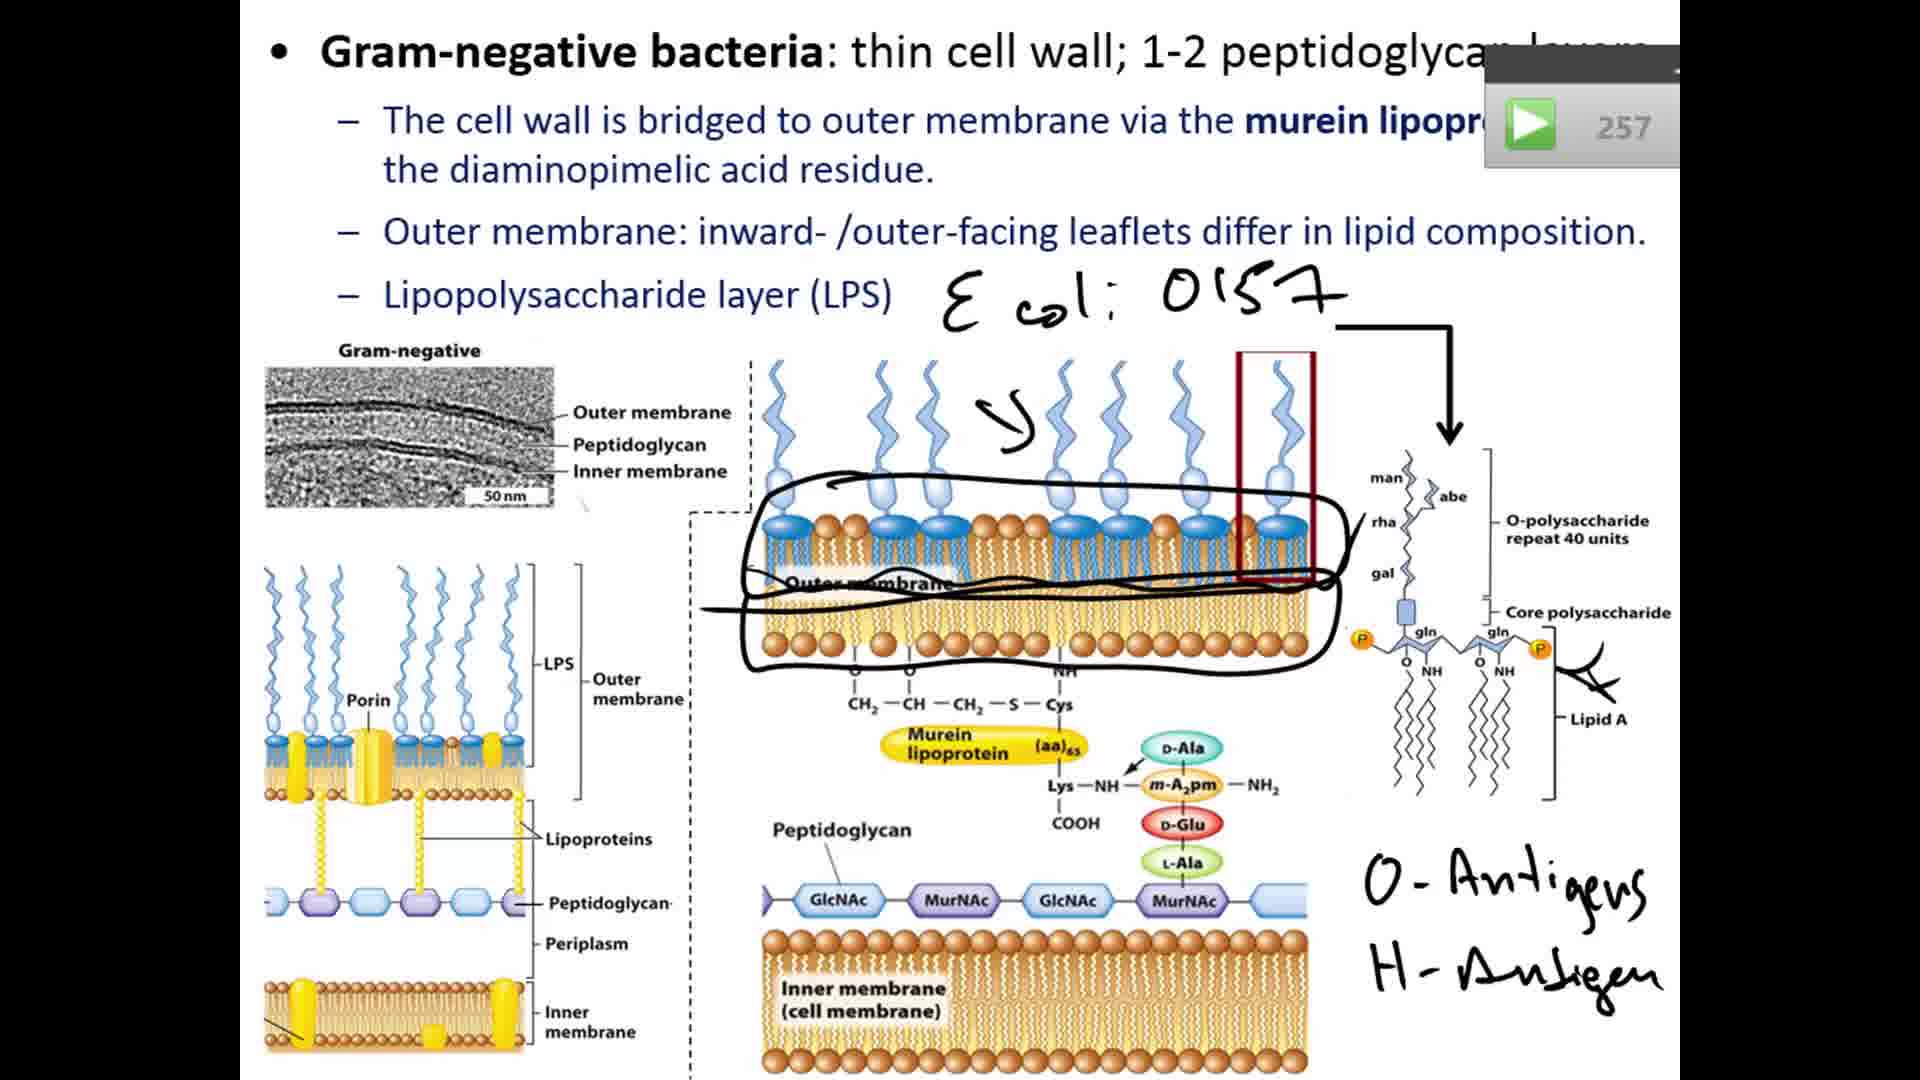 • Gram-negative bacteria: thin cell wall; 1-2 peptidoglycan layers
257
– The cell wall is bridged to outer membrane via the murein
the diaminopimelic acid residue.
– Outer membrane: inward- /outer-facing leaflets differ in lipid composition.
– Lipopolysaccharide layer (LPS)
E coli: O157
Gram-negative
Outer membrane
Peptidoglycan
Inner membrane
50 nm
LPS
Outer
membrane
Porin
Lipoproteins
Peptidoglycan
Periplasm
Inner
membrane
Outer membrane
O O NH
CH₂ — CH — CH₂ — S — Cys
Murein
lipoprotein (aa)₆₅
D-Ala
Lys — NH — m-A₂pm — NH₂
COOH
D-Glu
L-Ala
Peptidoglycan
GlcNAc MurNAc GlcNAc MurNAc
Inner membrane
(cell membrane)
man
abe
rha
gal
O-polysaccharide
repeat 40 units
Core polysaccharide
gln gln
P P
O NH O NH
Lipid A
O - Antigens
H - Antigen